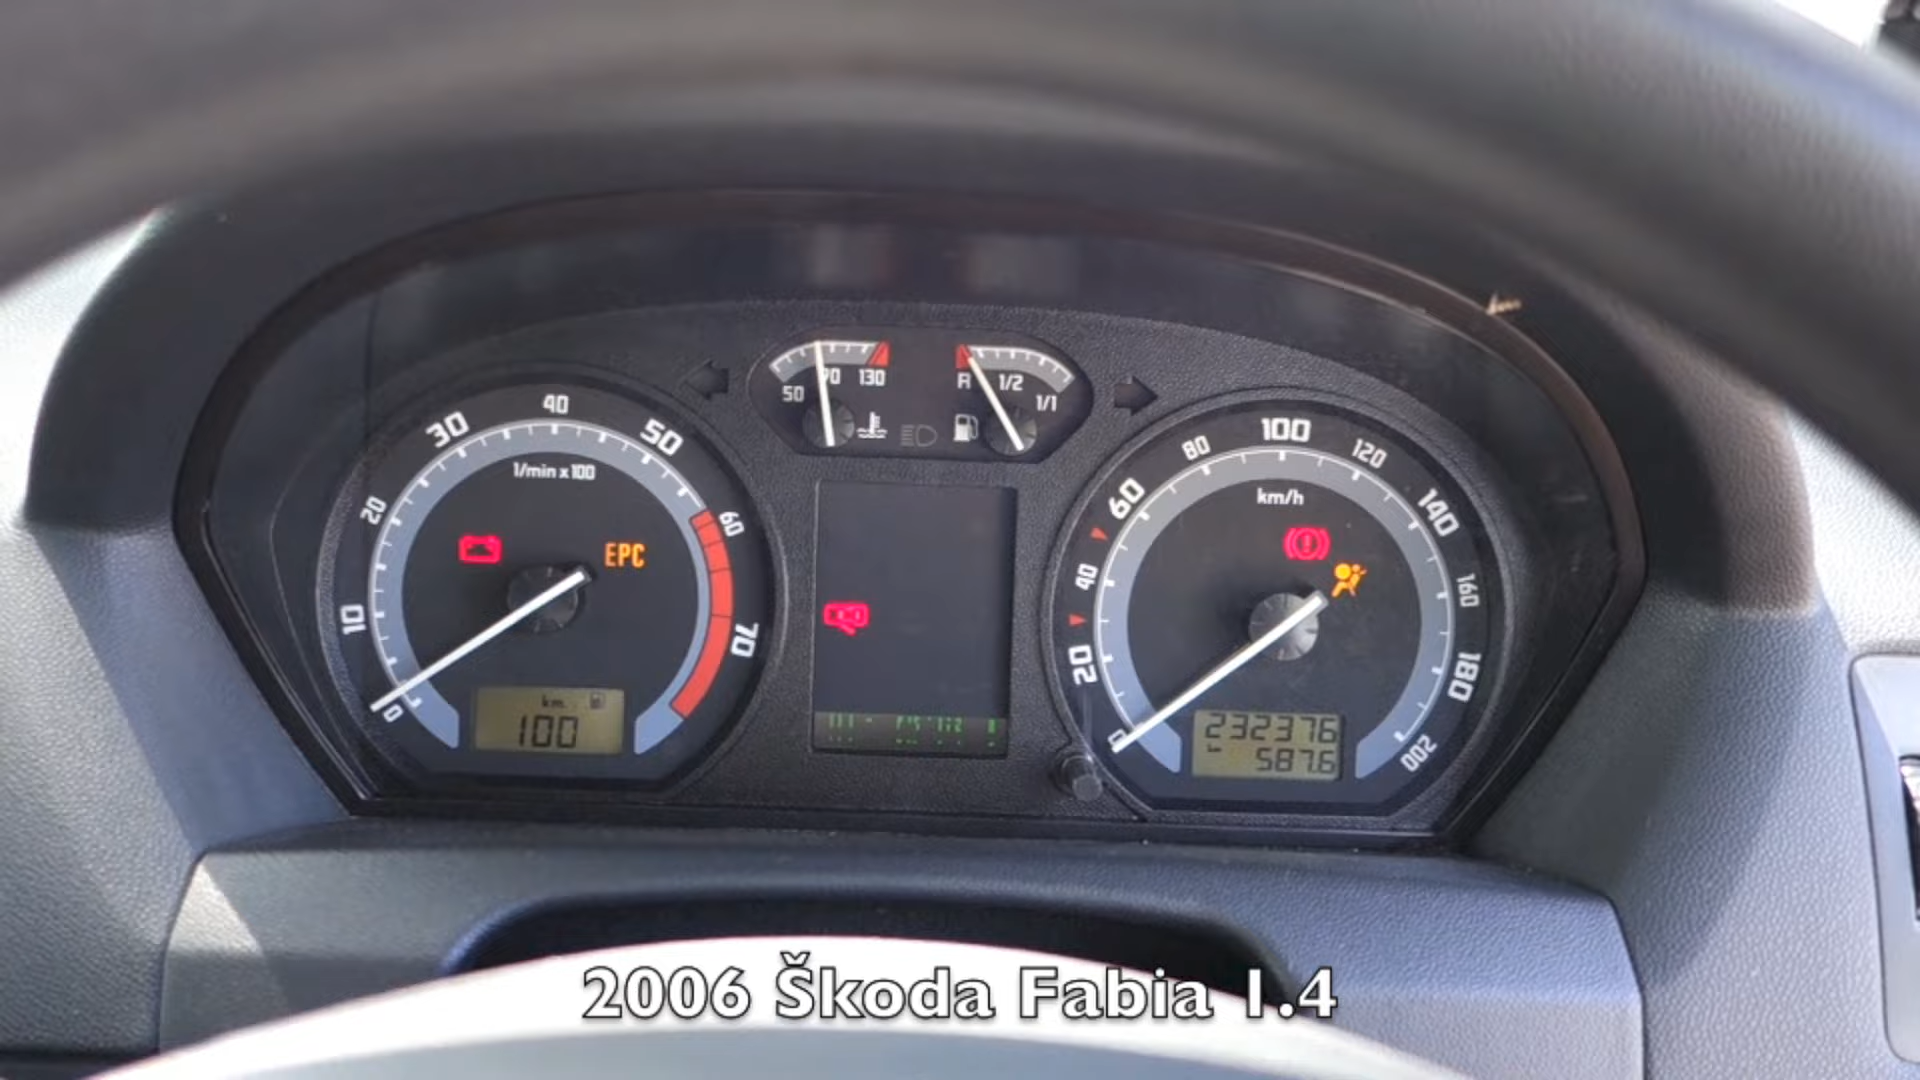 50 90 130
R 1/2 1/1
0 10 20 30 40 50 60 70
1/min x 100
EPC
km
100
0 20 40 60 80 100 120 140 160 180 200
km/h
232376
587.6
2006 Škoda Fabia 1.4